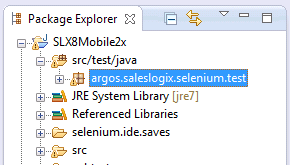 Package Explorer
SLX8Mobile2x
src/test/java
argos.saleslogix.selenium.test
JRE System Library [jre7]
Referenced Libraries
selenium.ide.saves
src